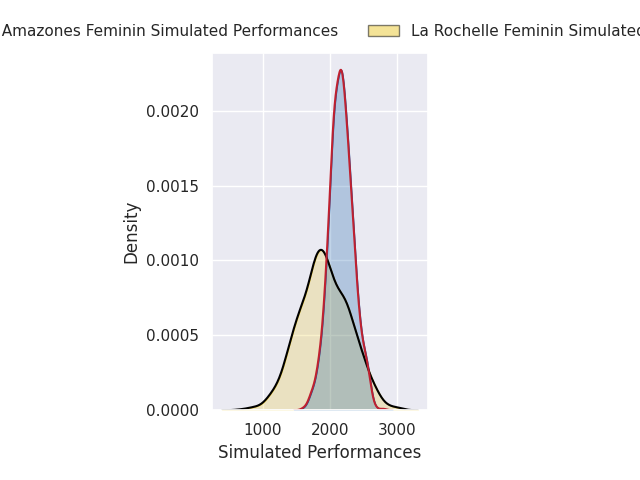 Amazones Feminin Simulated Performances
La Rochelle Feminin Simulated
0.0020
0.0015
0.0010
0.0005
0.0000
Density
1000 2000 3000
Simulated Performances